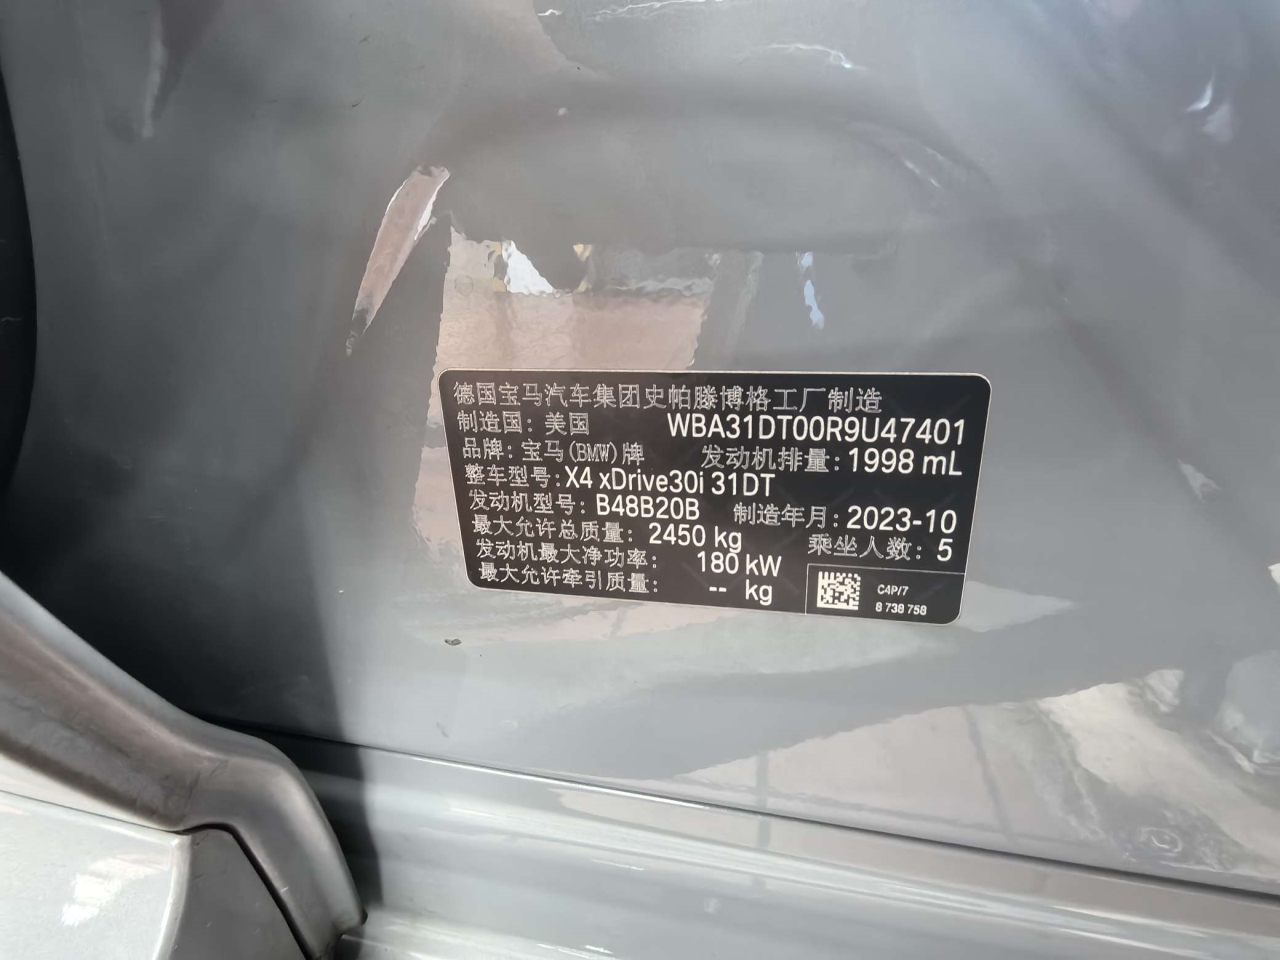 德国宝马汽车集团史帕滕博格工厂制造
制造国: 美国 WBA31DT00R9U47401
品牌: 宝马(BMW)牌 发动机排量: 1998 mL
整车型号: X4 xDrive30i 31DT
发动机型号: B48B20B 制造年月: 2023-10
最大允许总质量: 2450 kg 乘坐人数: 5
发动机最大净功率: 180 kW
最大允许牵引质量: -- kg
C4P/7
8 738 758